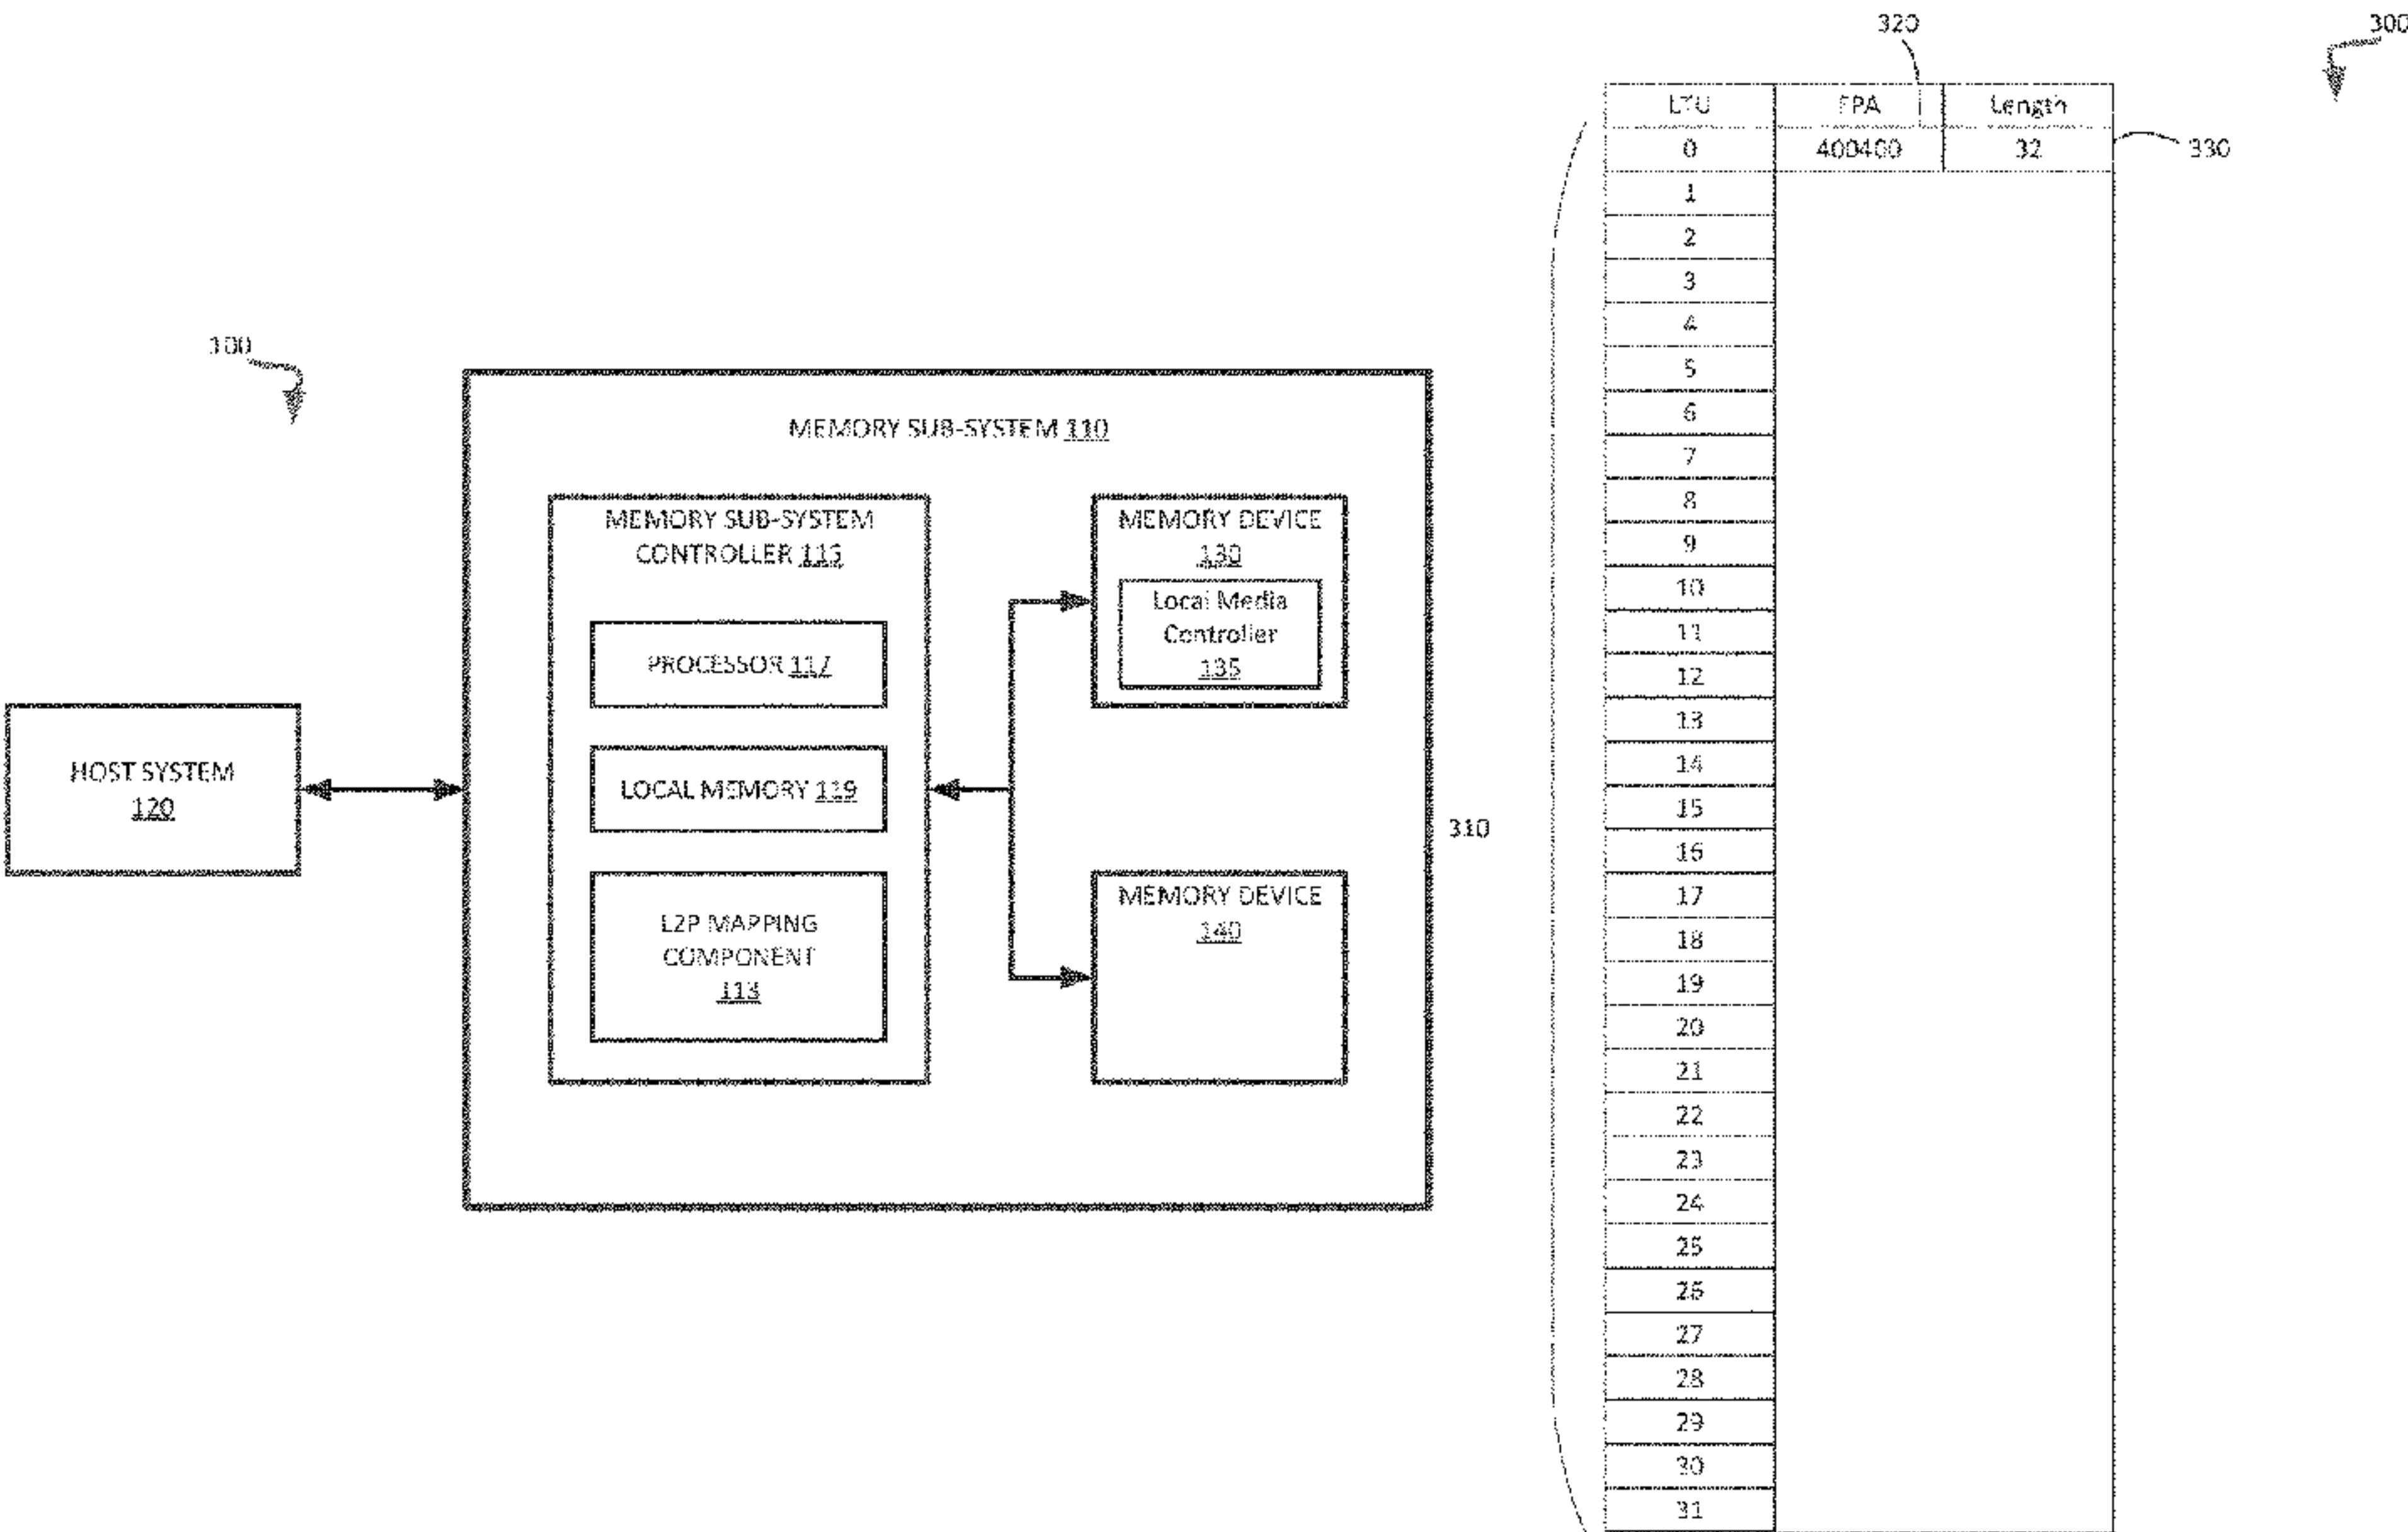 100
HOST SYSTEM
120
MEMORY SUB-SYSTEM 110
MEMORY SUB-SYSTEM
CONTROLLER 115
PROCESSOR 117
LOCAL MEMORY 119
L2P MAPPING
COMPONENT
113
MEMORY DEVICE
130
Local Media
Controller
135
MEMORY DEVICE
140
320
300
LTU FPA Length
0 400400 32
330
1
2
3
4
5
6
7
8
9
10
11
12
13
14
15
310
16
17
18
19
20
21
22
23
24
25
26
27
28
29
30
31